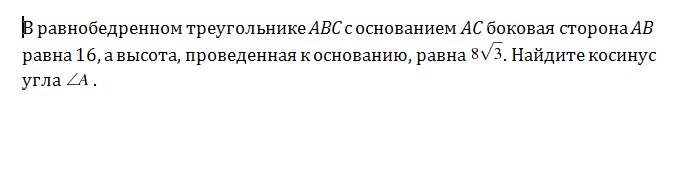 В равнобедренном треугольнике ABC с основанием AC боковая сторона AB
равна 16, а высота, проведенная к основанию, равна 8√3. Найдите косинус
угла ∠A .